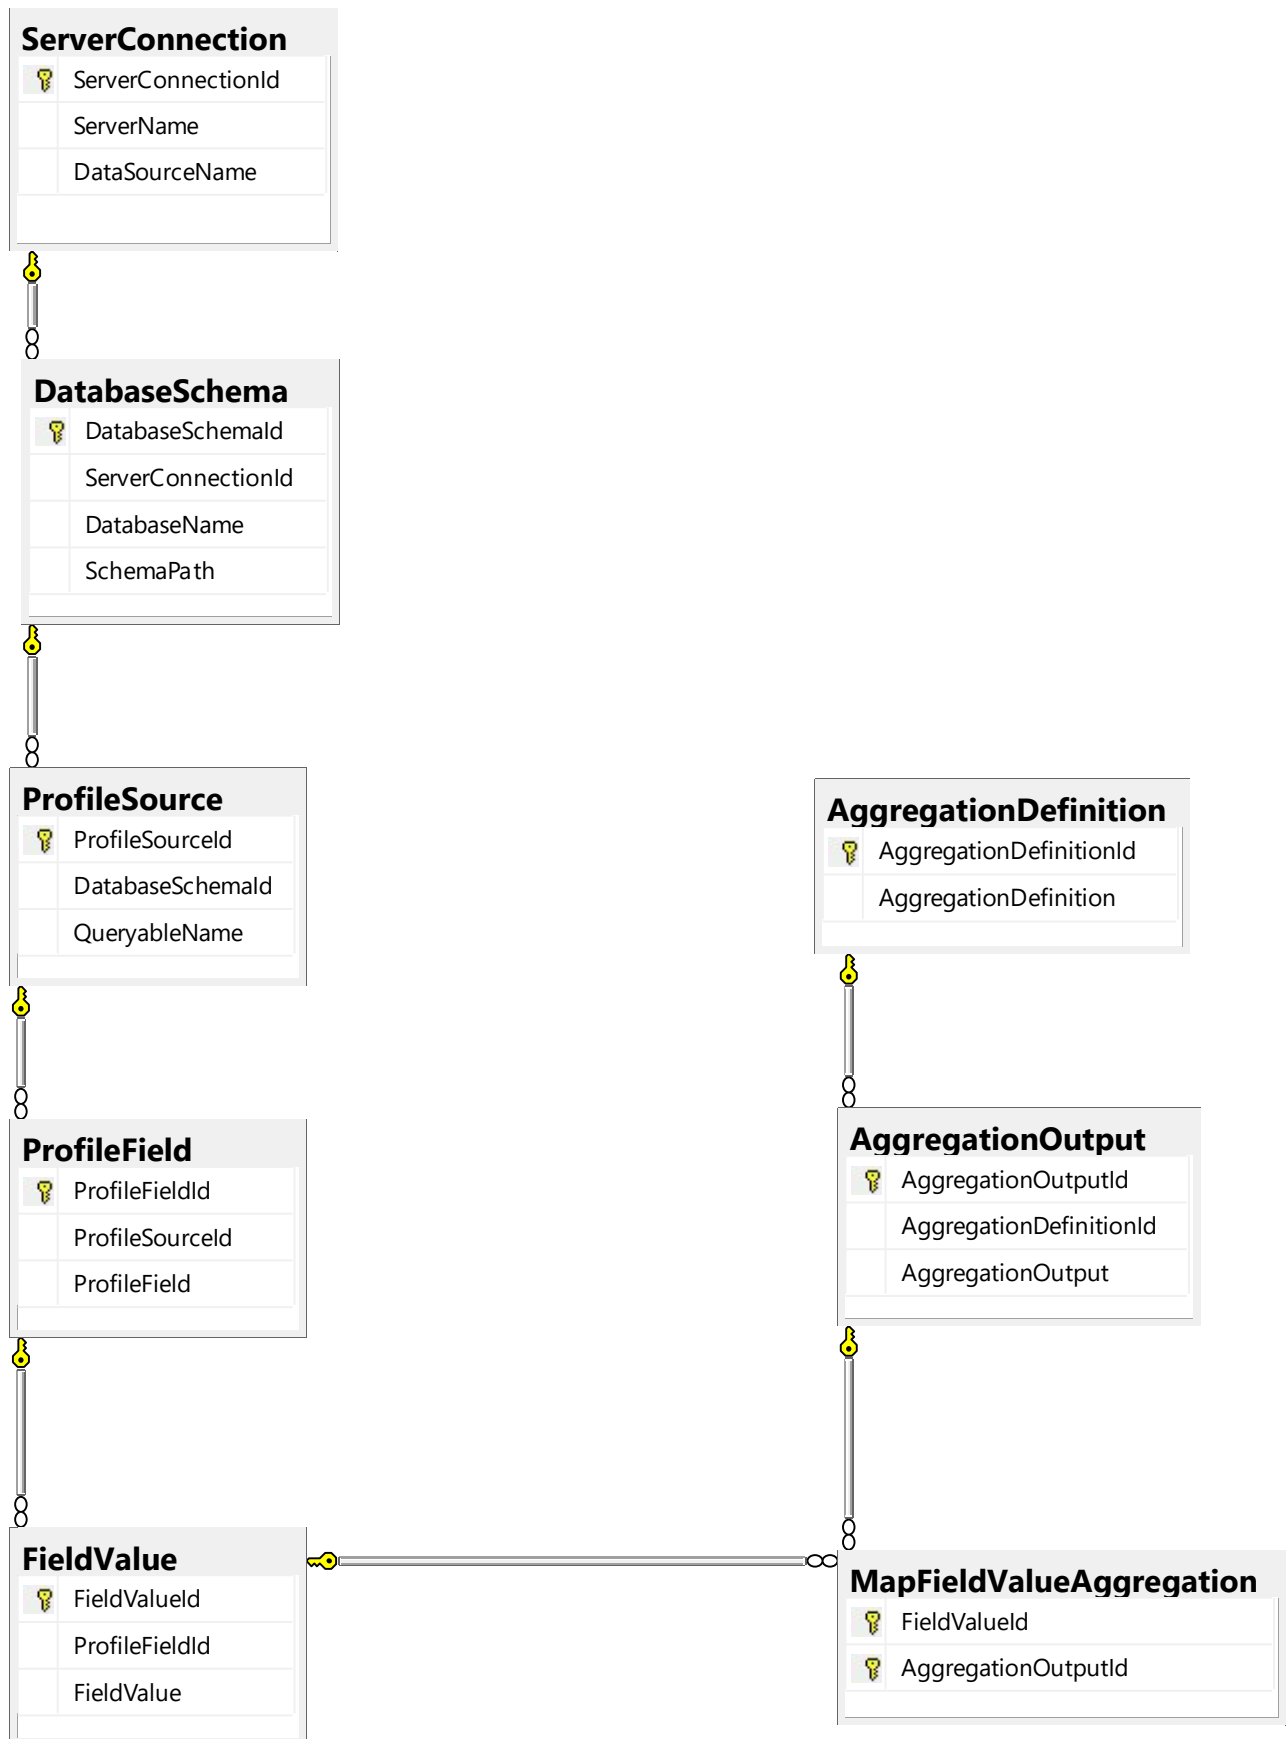 ServerConnection
ServerConnectionId
ServerName
DataSourceName
DatabaseSchema
DatabaseSchemaId
ServerConnectionId
DatabaseName
SchemaPath
ProfileSource
ProfileSourceId
DatabaseSchemaId
QueryableName
ProfileField
ProfileFieldId
ProfileSourceId
ProfileField
FieldValue
FieldValueId
ProfileFieldId
FieldValue
AggregationDefinition
AggregationDefinitionId
AggregationDefinition
AggregationOutput
AggregationOutputId
AggregationDefinitionId
AggregationOutput
MapFieldValueAggregation
FieldValueId
AggregationOutputId